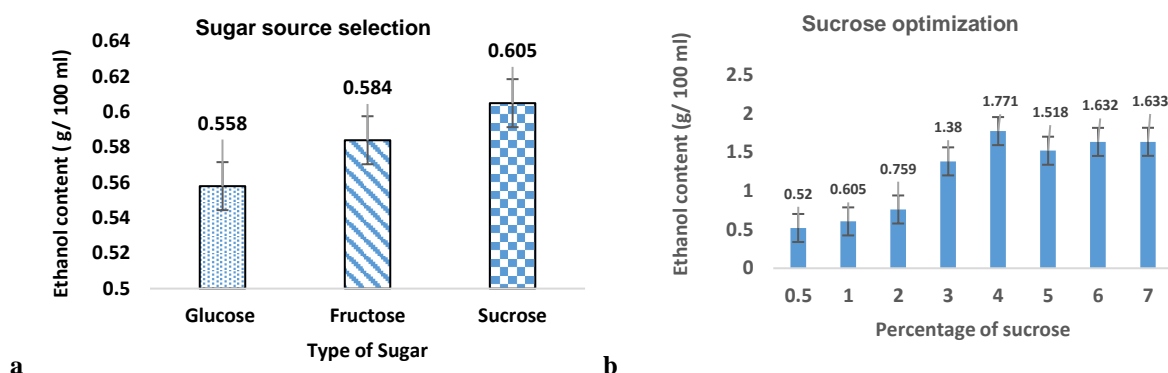 Sugar source selection
Ethanol content ( g/ 100 ml)
0.64
0.62
0.6
0.58
0.56
0.54
0.52
0.5
0.558
0.584
0.605
Glucose Fructose Sucrose
Type of Sugar
a
Sucrose optimization
Ethanol content (g/ 100 ml)
2.5
2
1.5
1
0.5
0
0.52
0.605
0.759
1.38
1.771
1.518
1.632
1.633
0.5 1 2 3 4 5 6 7
Percentage of sucrose
b